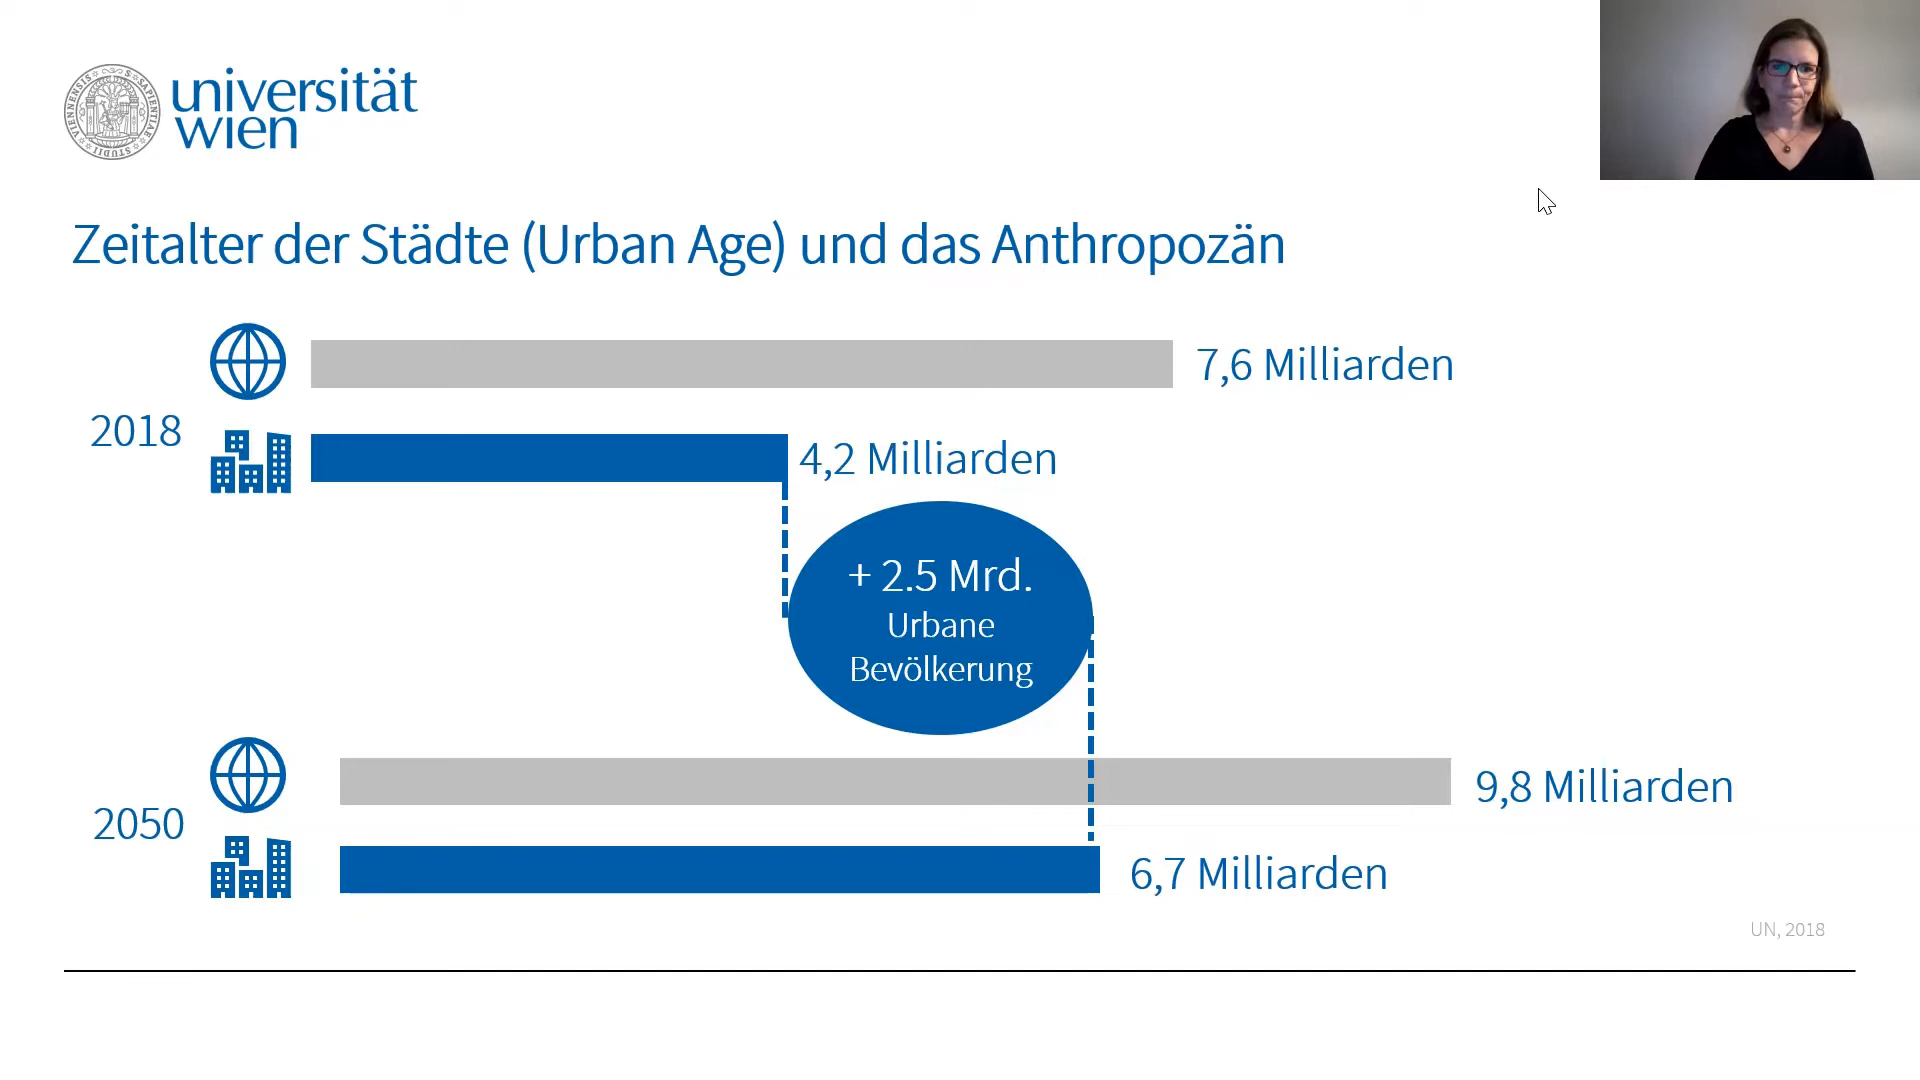 universität
wien
Zeitalter der Städte (Urban Age) und das Anthropozän
2018
7,6 Milliarden
4,2 Milliarden
+ 2.5 Mrd.
Urbane
Bevölkerung
2050
9,8 Milliarden
6,7 Milliarden
UN, 2018